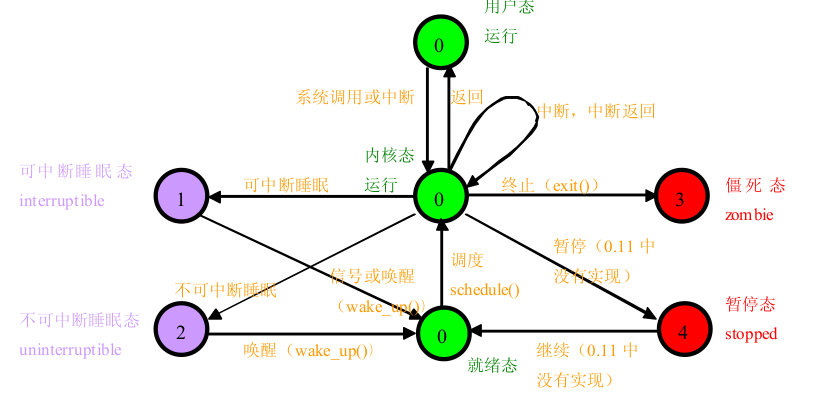 用户态
运行
0
系统调用或中断
返回
中断，中断返回
内核态
运行
0
可中断睡眠态
interruptible
1
可中断睡眠
终止（exit()）
3
僵死态
zombie
暂停（0.11 中
没有实现）
调度
schedule()
信号或唤醒
（wake_up()）
不可中断睡眠
不可中断睡眠态
uninterruptible
2
唤醒（wake_up()）
0
就绪态
继续（0.11 中
没有实现）
4
暂停态
stopped